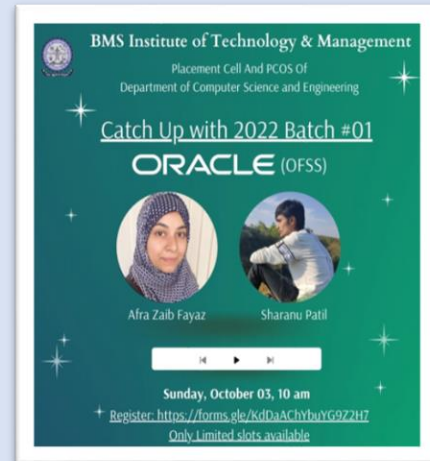 BMS Institute of Technology & Management
Placement Cell And PCOS Of
Department of Computer Science and Engineering
Catch Up with 2022 Batch #01
ORACLE (OFSS)
Afra Zaib Fayaz Sharanu Patil
Sunday, October 03, 10 am
Register: https://forms.gle/KdDaAChYbuYG9Z2H7
Only Limited slots available